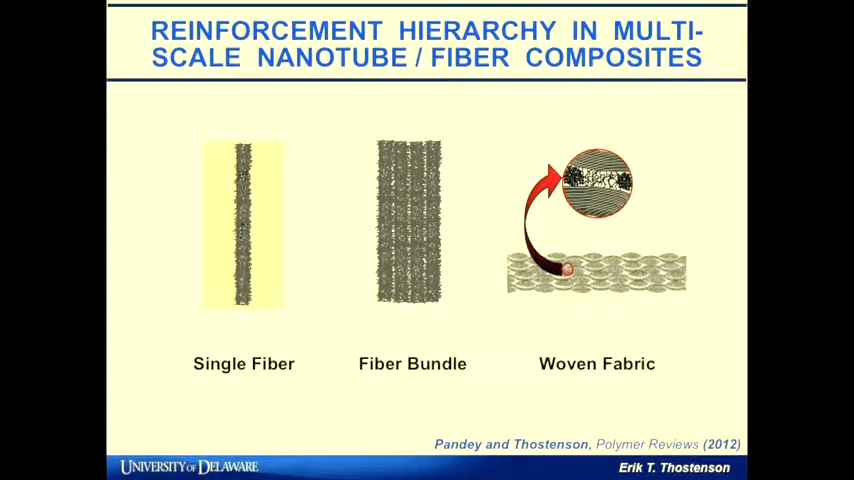 REINFORCEMENT HIERARCHY IN MULTI-
SCALE NANOTUBE / FIBER COMPOSITES
Single Fiber
Fiber Bundle
Woven Fabric
Pandey and Thostenson, Polymer Reviews (2012)
UNIVERSITY OF DELAWARE
Erik T. Thostenson